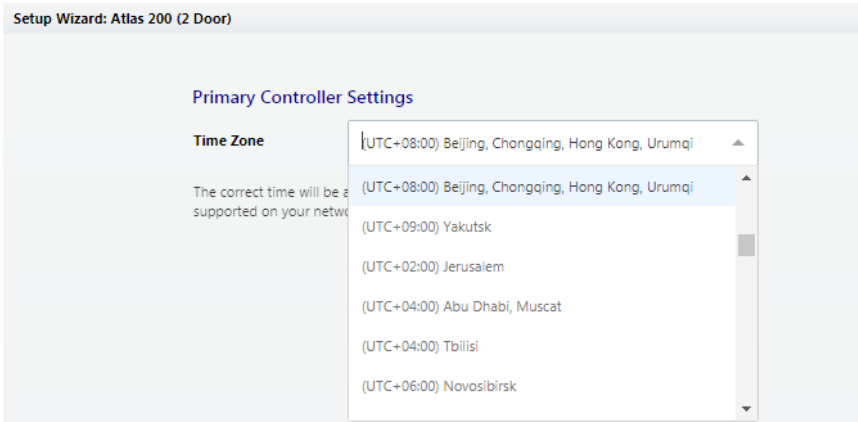 Setup Wizard: Atlas 200 (2 Door)
Primary Controller Settings
Time Zone
(UTC+08:00) Beijing, Chongqing, Hong Kong, Urumqi
The correct time will be
supported on your
(UTC+08:00) Beijing, Chongqing, Hong Kong, Urumqi
(UTC+09:00) Yakutsk
(UTC+02:00) Jerusalem
(UTC+04:00) Abu Dhabi, Muscat
(UTC+04:00) Tbilisi
(UTC+06:00) Novosibirsk